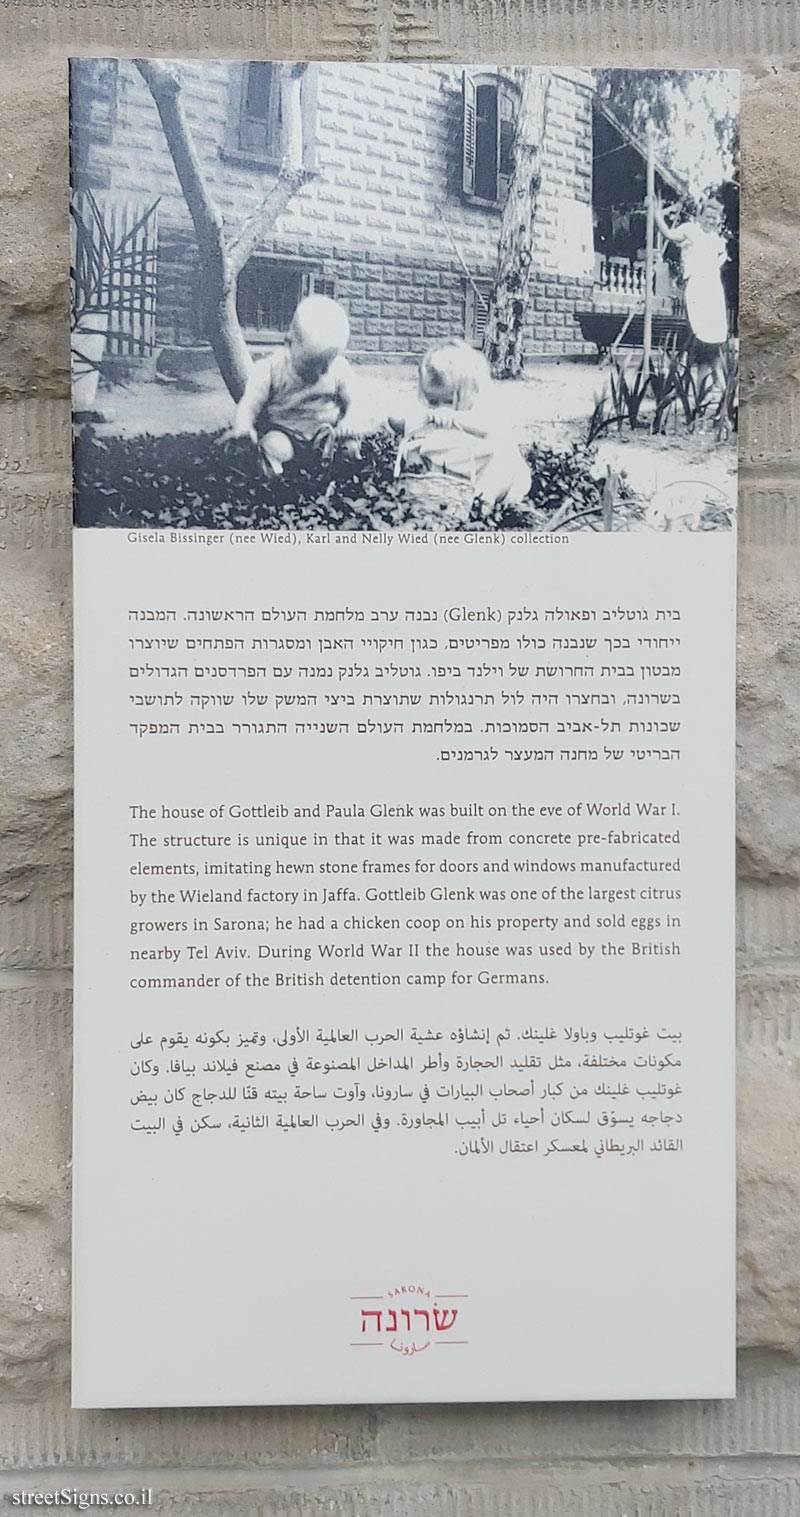 Gisela Bissinger (nee Wied), Karl and Nelly Wied (nee Glenk) collection
בית גוטליב ופאולה גלנק (Glenk) נבנה ערב מלחמת העולם הראשונה. המבנה
ייחודי בכך שנבנה כולו מפריטים, כגון חיקויי האבן ומסגרות הפתחים שיוצרו
מבטון בבית החרושת של וילנד ביפו. גוטליב גלנק נמנה עם הפרדסנים הגדולים
בשרונה, ובחצרו היה לול תרנגולות שתוצרת ביצי המשק שלו שווקה לתושבי
שכונות תל-אביב הסמוכות. במלחמת העולם השנייה התגורר בבית המפקד
הבריטי של מחנה המעצר לגרמנים.
The house of Gottleib and Paula Glenk was built on the eve of World War I.
The structure is unique in that it was made from concrete pre-fabricated
elements, imitating hewn stone frames for doors and windows manufactured
by the Wieland factory in Jaffa. Gottleib Glenk was one of the largest citrus
growers in Sarona; he had a chicken coop on his property and sold eggs in
nearby Tel Aviv. During World War II the house was used by the British
commander of the British detention camp for Germans.
بيت غوتليب وباولا غلينك. تم إنشاؤه عشية الحرب العالمية الأولى، وتميز بكونه يقوم على
مكونات مختلفة، مثل تقليد الحجارة وأطر المداخل المصنوعة في مصنع فيلاند بيافا. وكان
غوتليب غلينك من كبار أصحاب البيارات في سارونا، وآوت ساحة بيته قنًا للدجاج كان بيض
دجاجه يسوّق لسكان أحياء تل أبيب المجاورة. وفي الحرب العالمية الثانية، سكن في البيت
القائد البريطاني لمعسكر اعتقال الألمان.
SARONA
שׂרונה
سارونا
streetSigns.co.il